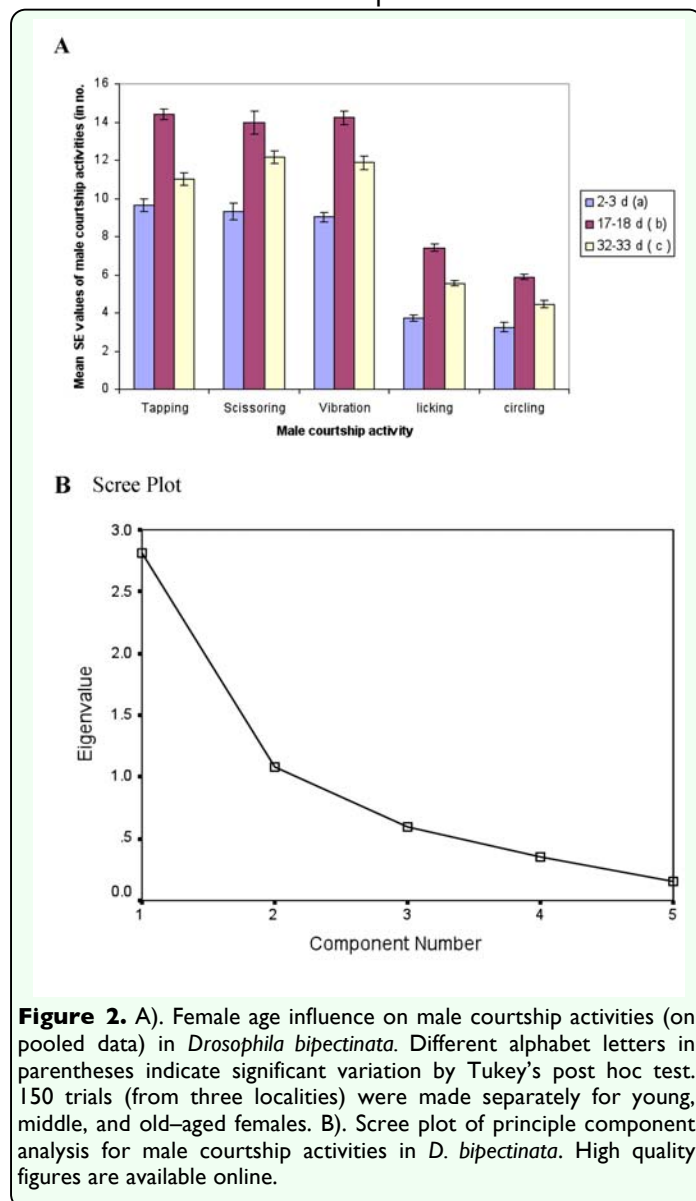 A
16
14
12
10
8
6
4
2
0
Mean SE values of male courtship activities (in no.
Tapping Scissoring Vibration licking circling
Male courtship activity
2-3 d (a)
17-18 d ( b)
32-33 d ( c )
B Scree Plot
3.0
2.5
2.0
1.5
1.0
.5
0.0
Eigenvalue
1 2 3 4 5
Component Number
Figure 2. A). Female age influence on male courtship activities (on
pooled data) in Drosophila bipectinata. Different alphabet letters in
parentheses indicate significant variation by Tukey's post hoc test.
150 trials (from three localities) were made separately for young,
middle, and old–aged females. B). Scree plot of principle component
analysis for male courtship activities in D. bipectinata. High quality
figures are available online.